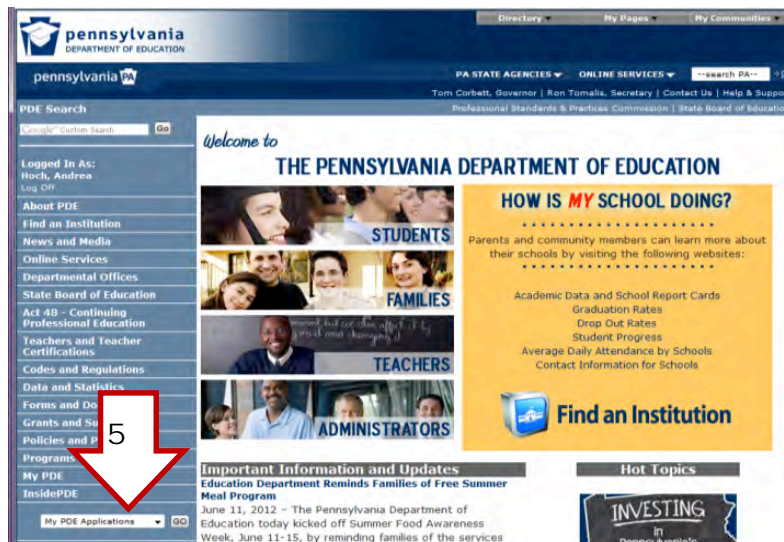 pennsylvania
DEPARTMENT OF EDUCATION
Directory
My Pages
My Communities
pennsylvania PA
PA STATE AGENCIES
ONLINE SERVICES
--search PA--
Tom Corbett, Governor | Ron Tomalis, Secretary | Contact Us | Help & Suppo
Professional Standards & Practices Commission | State Board of Educatio
PDE Search
Google Custom Search
Go
Logged In As:
Hoch, Andrea
Log Off
About PDE
Find an Institution
News and Media
Online Services
Departmental Offices
State Board of Education
Act 48 - Continuing
Professional Education
Teachers and Teacher
Certifications
Codes and Regulations
Data and Statistics
Forms and Do
Grants and Su
Policies and P
Programs
My PDE
InsidePDE
5
My PDE Applications
GO
Welcome to
THE PENNSYLVANIA DEPARTMENT OF EDUCATION
STUDENTS
FAMILIES
TEACHERS
ADMINISTRATORS
HOW IS MY SCHOOL DOING?
Parents and community members can learn more about
their schools by visiting the following websites:
Academic Data and School Report Cards
Graduation Rates
Drop Out Rates
Student Progress
Average Daily Attendance by Schools
Contact Information for Schools
Find an Institution
Important Information and Updates
Education Department Reminds Families of Free Summer
Meal Program
June 11, 2012 – The Pennsylvania Department of
Education today kicked off Summer Food Awareness
Week, June 11-15, by reminding families of the services
Hot Topics
INVESTING
in
Pennsylvania's